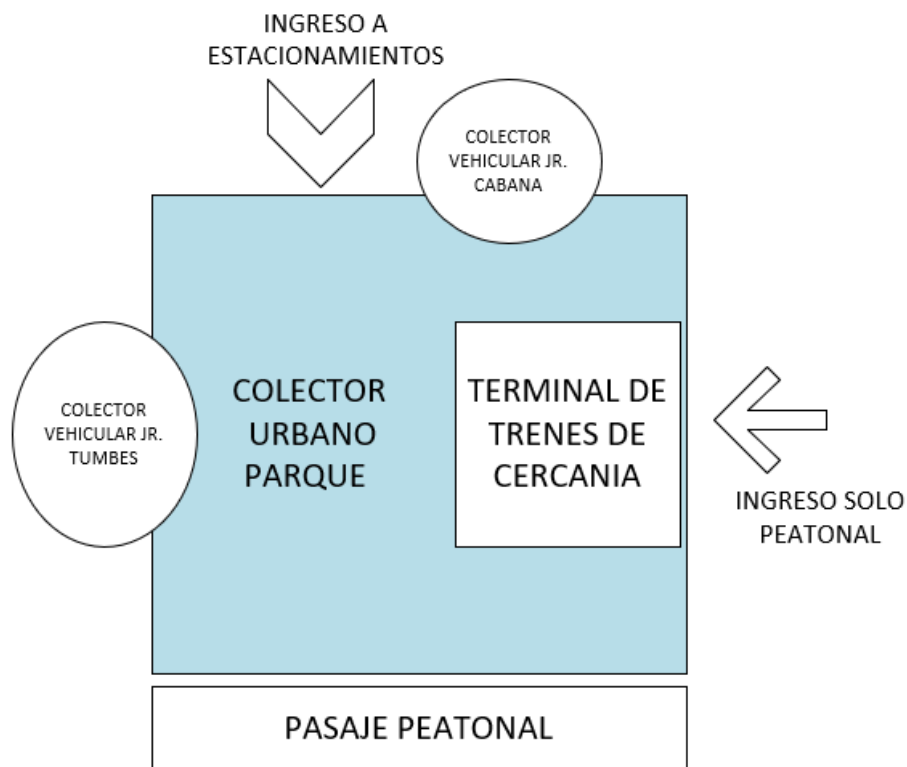 INGRESO A
ESTACIONAMIENTOS
COLECTOR
VEHICULAR JR.
CABANA
COLECTOR
VEHICULAR JR.
TUMBES
COLECTOR
URBANO
PARQUE
TERMINAL DE
TRENES DE
CERCANIA
INGRESO SOLO
PEATONAL
PASAJE PEATONAL